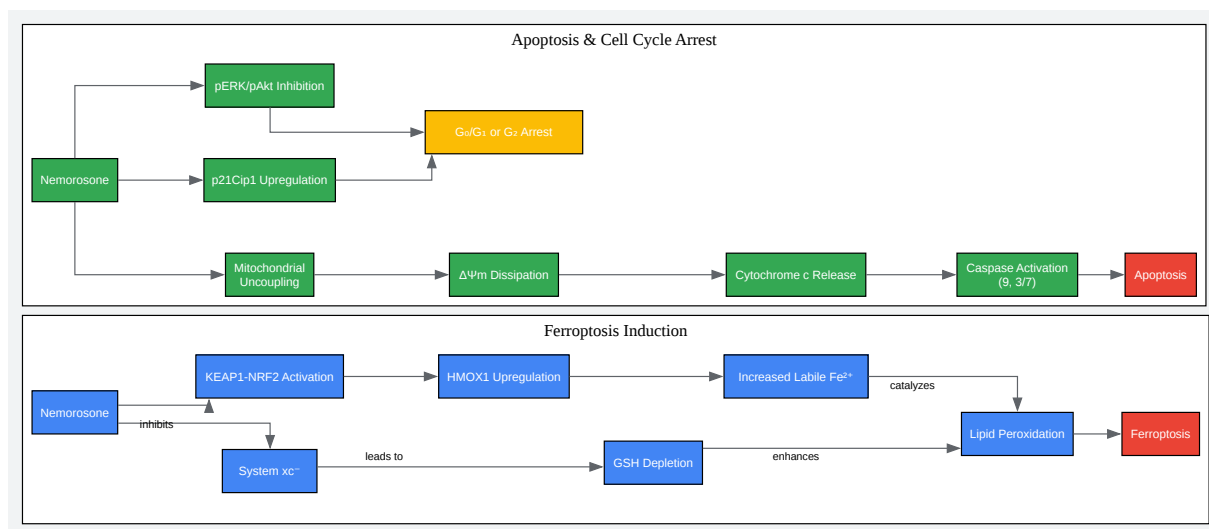 Apoptosis & Cell Cycle Arrest
pERK/pAkt Inhibition
G₀/G₁ or G₂ Arrest
Nemorosone
p21Cip1 Upregulation
Mitochondrial
Uncoupling
ΔΨm Dissipation
Cytochrome c Release
Caspase Activation
(9, 3/7)
Apoptosis
Ferroptosis Induction
KEAP1-NRF2 Activation
HMOX1 Upregulation
Increased Labile Fe²⁺
catalyzes
Nemorosone
inhibits
Lipid Peroxidation
Ferroptosis
System xc⁻
leads to
GSH Depletion
enhances